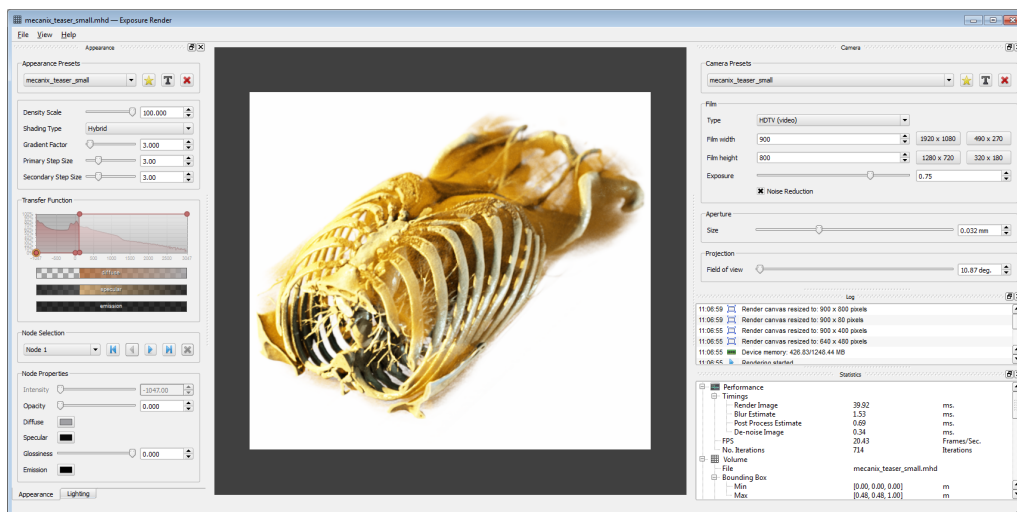 mecanix_teaser_small.mhd — Exposure Render
File View Help
Appearance
Appearance Presets
mecanix_teaser_small
Density Scale 100.000
Shading Type Hybrid
Gradient Factor 3.000
Primary Step Size 3.00
Secondary Step Size 3.00
Transfer Function
0 500 1000 1500 2000 2500 3047
diffuse
specular
emission
Node Selection
Node 1
Node Properties
Intensity -1047.00
Opacity 0.000
Diffuse
Specular
Glossiness 0.000
Emission
Appearance Lighting
Camera
Camera Presets
mecanix_teaser_small
Film
Type HDTV (video)
Film width 900 1920 x 1080 490 x 270
Film height 800 1280 x 720 320 x 180
Exposure 0.75
Noise Reduction
Aperture
Size 0.032 mm
Projection
Field of view 10.87 deg.
Log
11:06:59 Render canvas resized to: 900 x 800 pixels
11:06:59 Render canvas resized to: 900 x 80 pixels
11:06:55 Render canvas resized to: 900 x 400 pixels
11:06:55 Render canvas resized to: 640 x 480 pixels
11:06:55 Device memory: 426.83/1248.44 MB
11:06:55 Rendering started
Statistics
Performance
Timings
Render Image 39.92 ms.
Blur Estimate 1.53 ms.
Post Process Estimate 0.69 ms.
De-noise Image 0.34 ms.
FPS 20.43 Frames/Sec.
No. Iterations 714 Iterations
Volume
File mecanix_teaser_small.mhd
Bounding Box
Min [0.00, 0.00, 0.00] m
Max [0.48, 0.48, 1.00] m